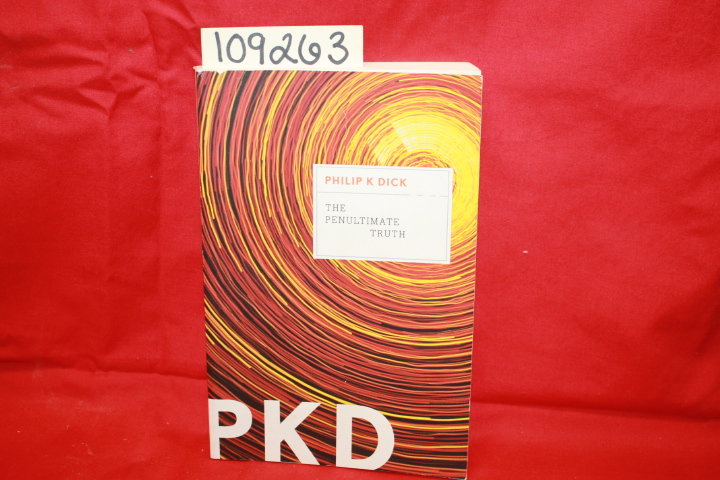 109263
PHILIP K DICK
THE
PENULTIMATE
TRUTH
PKD